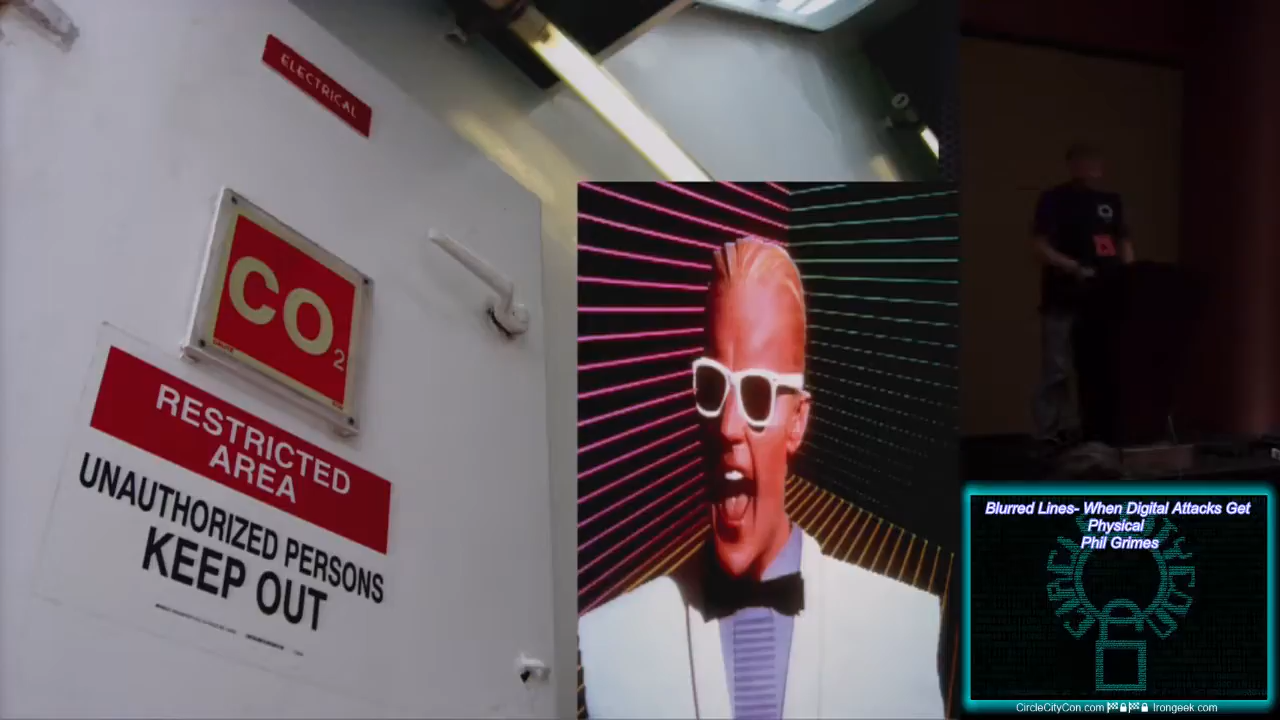 ELECTRICAL
CO2
RESTRICTED
AREA
UNAUTHORIZED PERSONS
KEEP OUT
Blurred Lines- When Digital Attacks Get
Physical
Phil Grimes
CircleCityCon.com Irongeek.com